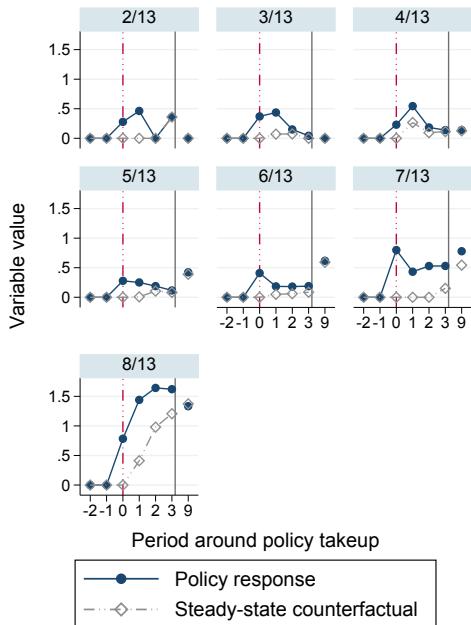 2/13 3/13 4/13
1.5
1
.5
0
5/13 6/13 7/13
1.5
1
.5
0
-2 -1 0 1 2 3 9 -2 -1 0 1 2 3 9
8/13
1.5
1
.5
0
-2 -1 0 1 2 3 9
Variable value
Period around policy takeup
Policy response
Steady-state counterfactual